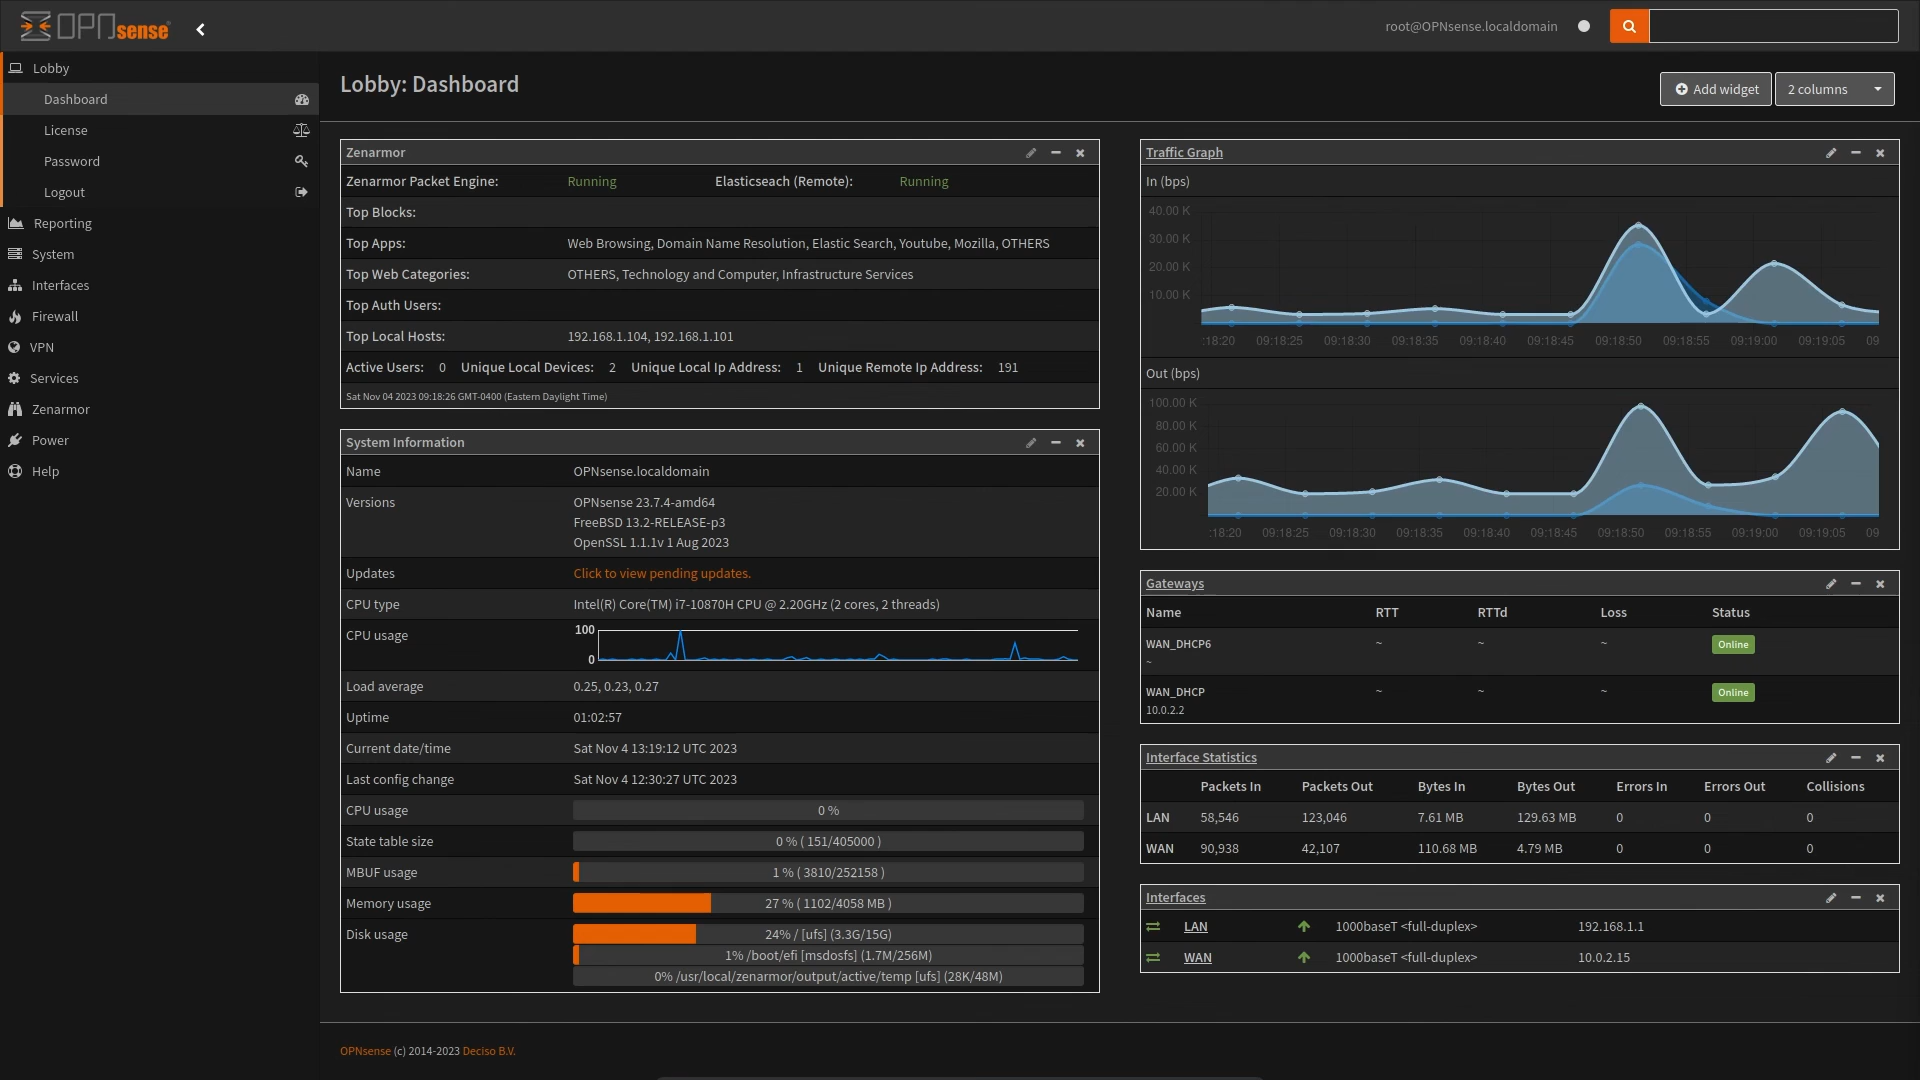 OPNsense
root@OPNsense.localdomain
Lobby
Dashboard
License
Password
Logout
Reporting
System
Interfaces
Firewall
VPN
Services
Zenarmor
Power
Help
Lobby: Dashboard
Add widget
2 columns
Zenarmor
Zenarmor Packet Engine: Running Elasticseach (Remote): Running
Top Blocks:
Top Apps: Web Browsing, Domain Name Resolution, Elastic Search, Youtube, Mozilla, OTHERS
Top Web Categories: OTHERS, Technology and Computer, Infrastructure Services
Top Auth Users:
Top Local Hosts: 192.168.1.104, 192.168.1.101
Active Users: 0 Unique Local Devices: 2 Unique Local Ip Address: 1 Unique Remote Ip Address: 191
Sat Nov 04 2023 09:18:26 GMT-0400 (Eastern Daylight Time)
System Information
Name OPNsense.localdomain
Versions OPNsense 23.7.4-amd64
FreeBSD 13.2-RELEASE-p3
OpenSSL 1.1.1v 1 Aug 2023
Updates Click to view pending updates.
CPU type Intel(R) Core(TM) i7-10870H CPU @ 2.20GHz (2 cores, 2 threads)
CPU usage 100
0
Load average 0.25, 0.23, 0.27
Uptime 01:02:57
Current date/time Sat Nov 4 13:19:12 UTC 2023
Last config change Sat Nov 4 12:30:27 UTC 2023
CPU usage 0 %
State table size 0 % ( 151/405000 )
MBUF usage 1 % ( 3810/252158 )
Memory usage 27 % ( 1102/4058 MB )
Disk usage 24% / [ufs] (3.3G/15G)
1% /boot/efi [msdosfs] (1.7M/256M)
0% /usr/local/zenarmor/output/active/temp [ufs] (28K/48M)
Traffic Graph
In (bps)
40.00 K
30.00 K
20.00 K
10.00 K
:18:20 09:18:25 09:18:30 09:18:35 09:18:40 09:18:45 09:18:50 09:18:55 09:19:00 09:19:05 09
Out (bps)
100.00 K
80.00 K
60.00 K
40.00 K
20.00 K
:18:20 09:18:25 09:18:30 09:18:35 09:18:40 09:18:45 09:18:50 09:18:55 09:19:00 09:19:05 09
Gateways
Name RTT RTTd Loss Status
WAN_DHCP6 ~ ~ ~ Online
~
WAN_DHCP ~ ~ ~ Online
10.0.2.2
Interface Statistics
Packets In Packets Out Bytes In Bytes Out Errors In Errors Out Collisions
LAN 58,546 123,046 7.61 MB 129.63 MB 0 0 0
WAN 90,938 42,107 110.68 MB 4.79 MB 0 0 0
Interfaces
LAN 1000baseT <full-duplex> 192.168.1.1
WAN 1000baseT <full-duplex> 10.0.2.15
OPNsense (c) 2014-2023 Deciso B.V.